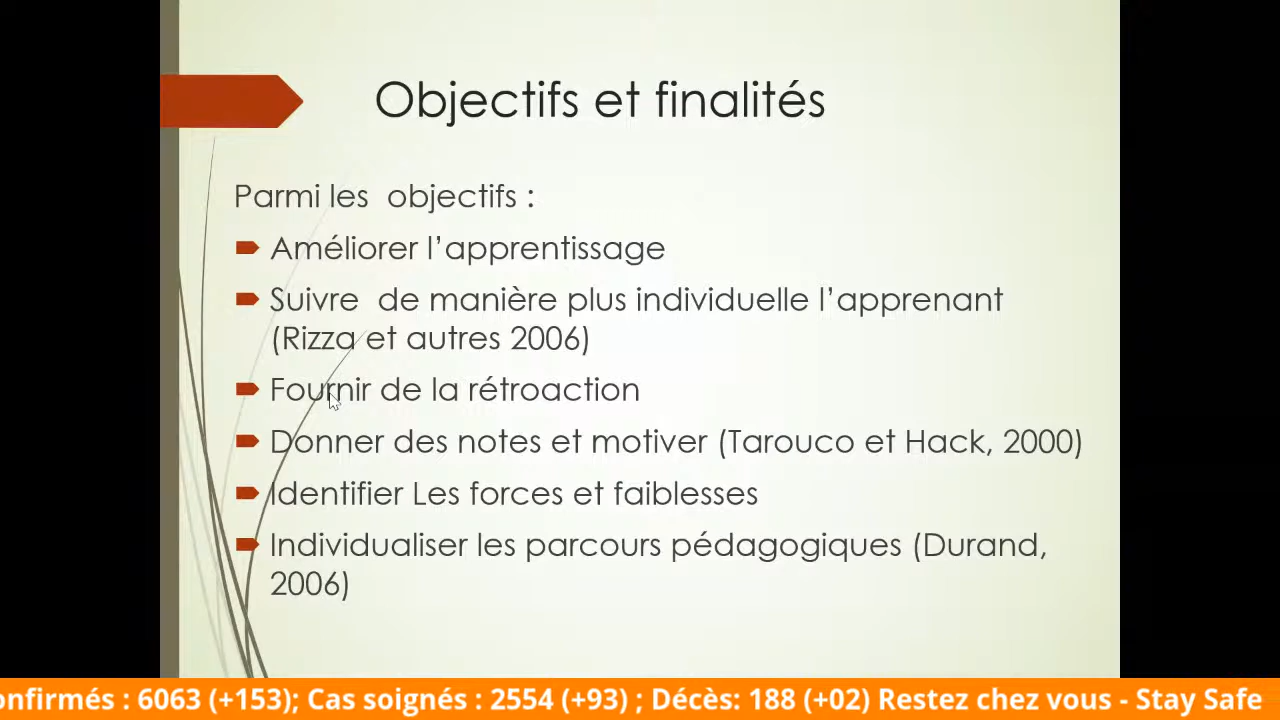 Objectifs et finalités
Parmi les objectifs :
Améliorer l’apprentissage
Suivre de manière plus individuelle l’apprenant
(Rizza et autres 2006)
Fournir de la rétroaction
Donner des notes et motiver (Tarouco et Hack, 2000)
Identifier Les forces et faiblesses
Individualiser les parcours pédagogiques (Durand,
2006)
onfirmés : 6063 (+153); Cas soignés : 2554 (+93) ; Décès: 188 (+02) Restez chez vous - Stay Safe